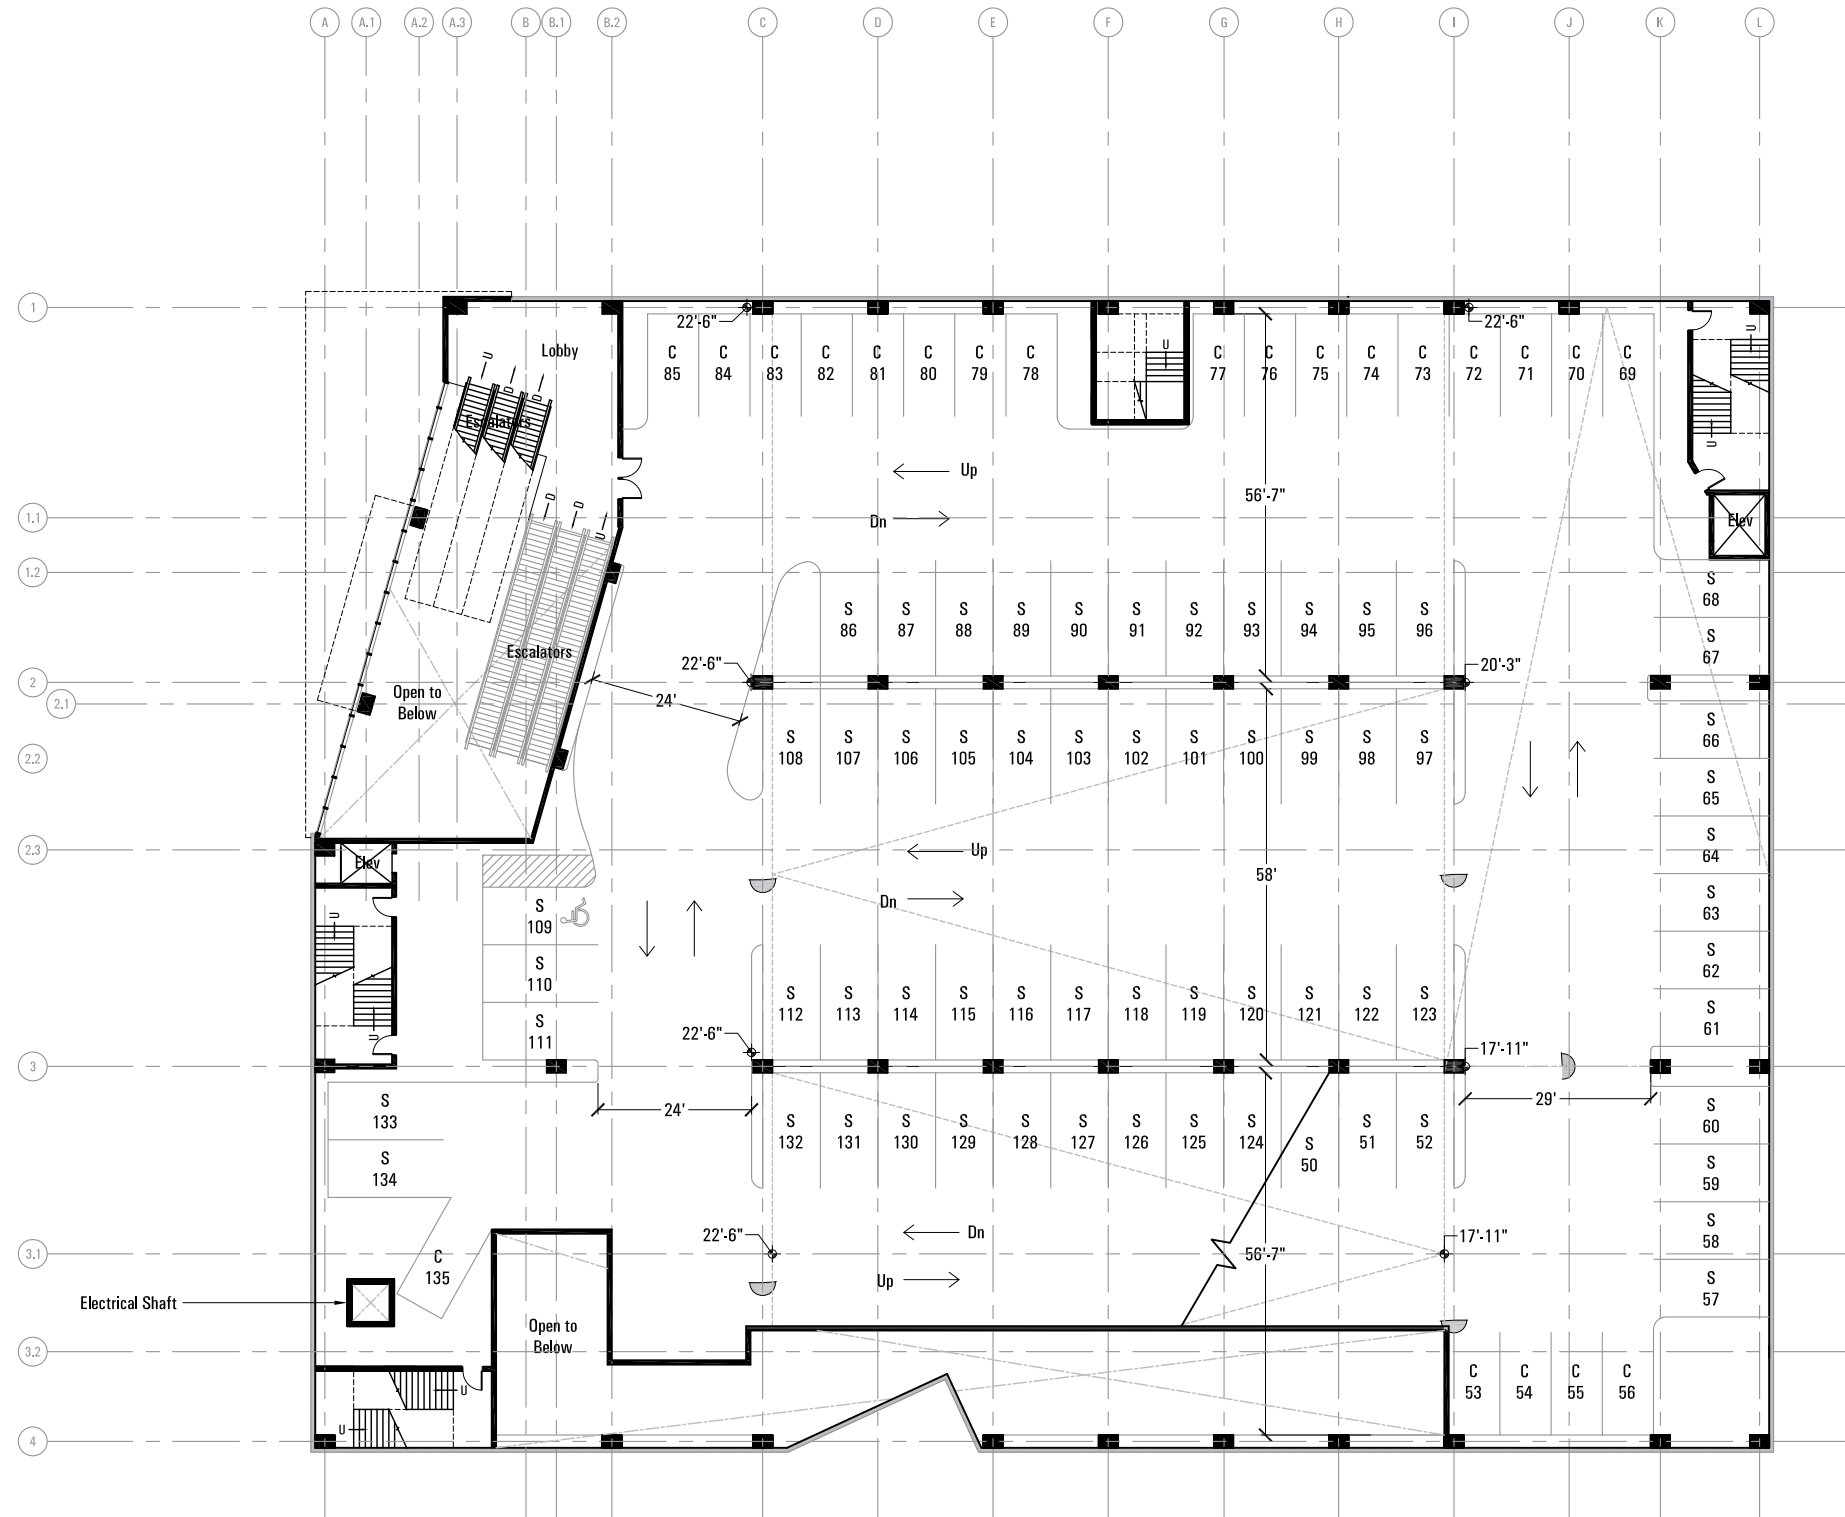 A A.1 A.2 A.3 B B.1 B.2 C D E F G H I J K L
1
22'-6" 22'-6"
Lobby
U D D
Escalators
C C C C C C C C
85 84 83 82 81 80 79 78
U
C C C C C C C C C
77 76 75 74 73 72 71 70 69
U
U
Up
56'-7"
Dn
D D U
1.1
Elev
1.2
S S S S S S S S S S S
86 87 88 89 90 91 92 93 94 95 96
S
68
S
67
Escalators
22'-6" 20'-3"
2
Open to
Below
24'
2.1
S S S S S S S S S S S S
108 107 106 105 104 103 102 101 100 99 98 97
S
66
2.2
S
65
S
64
2.3
Elev
Up
58'
Dn
U
S
109
S
63
S
110
S
62
S S S S S S S S S S S S
112 113 114 115 116 117 118 119 120 121 122 123
S
111
S
61
U
22'-6" 17'-11"
3
24'
29'
S
133
S S S S S S S S S S S S
132 131 130 129 128 127 126 125 124 50 51 52
S
60
S
134
S
59
Dn
22'-6" 17'-11"
S
58
3.1
C
135
56'-7"
Up
S
57
Electrical Shaft
Open to
Below
3.2
C C C C
53 54 55 56
U
U
4